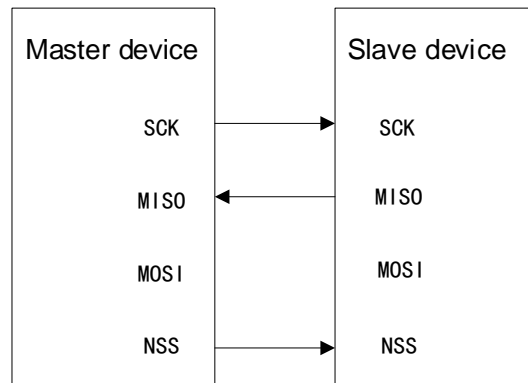 Master device
Slave device
SCK
SCK
MISO
MISO
MOSI
MOSI
NSS
NSS